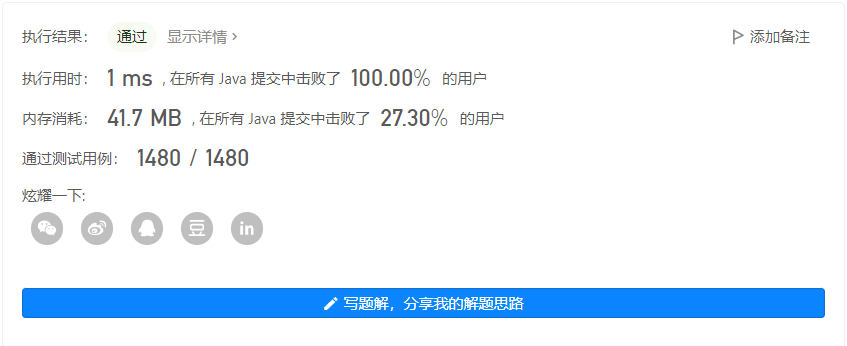 执行结果： 通过 显示详情 › 添加备注
执行用时： 1 ms , 在所有 Java 提交中击败了 100.00% 的用户
内存消耗： 41.7 MB , 在所有 Java 提交中击败了 27.30% 的用户
通过测试用例： 1480 / 1480
炫耀一下:
豆 in
写题解，分享我的解题思路